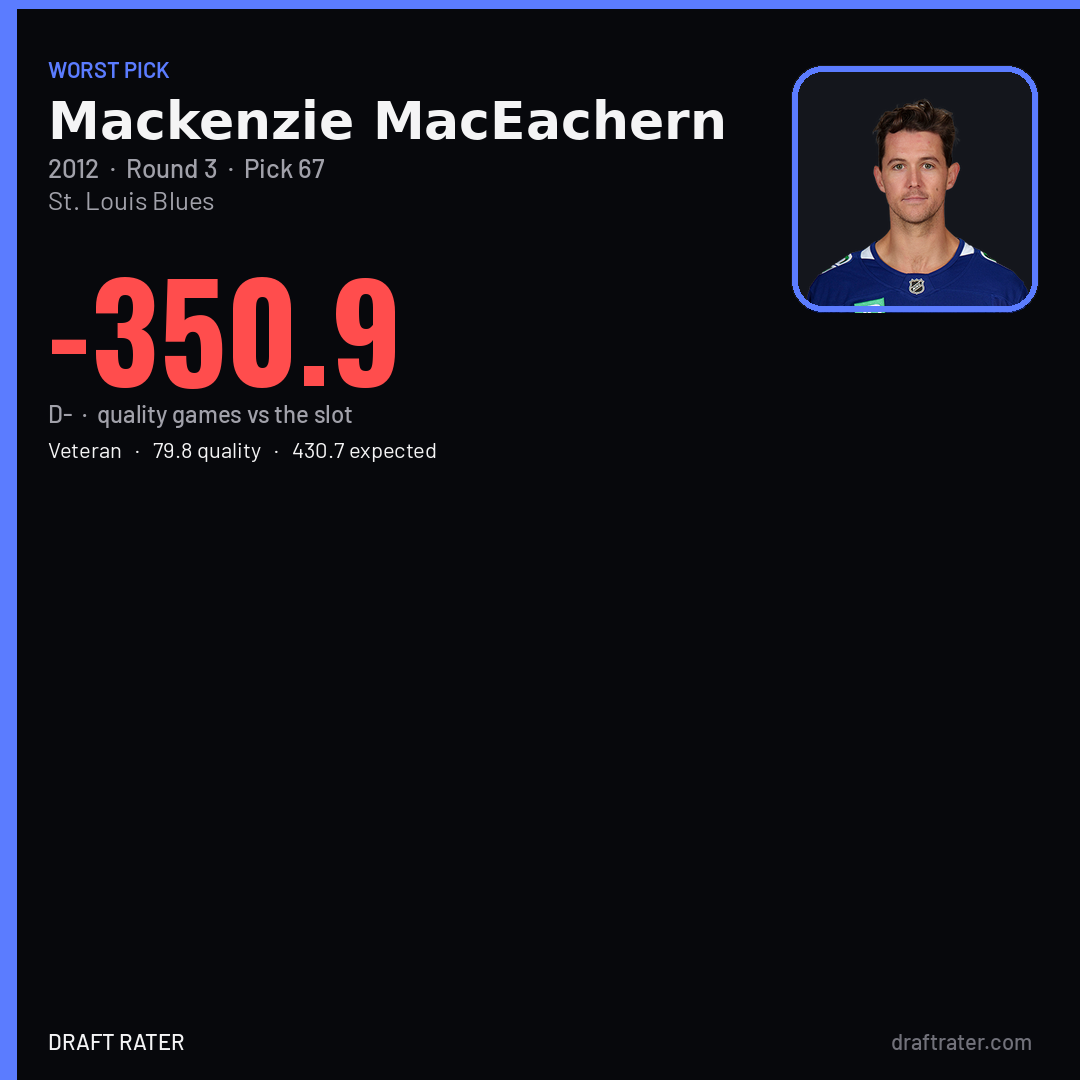 WORST PICK
Mackenzie MacEachern
2012 · Round 3 · Pick 67
St. Louis Blues
-350.9
D- · quality games vs the slot
Veteran · 79.8 quality · 430.7 expected
DRAFT RATER
draftrater.com